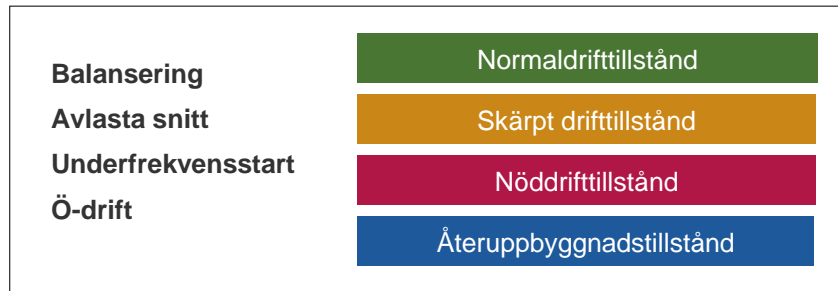 Balansering
Avlasta snitt
Underfrekvensstart
Ö-drift
Normaldrifttillstånd
Skärpt drifttillstånd
Nöddrifttillstånd
Återuppbyggnadstillstånd